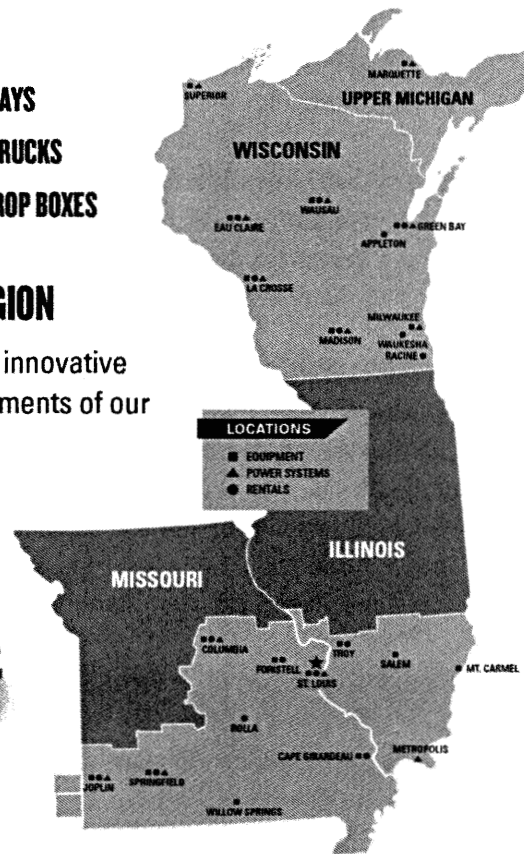 AYS
RUCKS
ROP BOXES
GION
innovative
ments of our
MARQUETTE
SUPERIOR
UPPER MICHIGAN
WISCONSIN
WAUSAU
EAU CLAIRE
GREEN BAY
APPLETON
LA CROSSE
MILWAUKEE
MADISON
WAUKESHA
RACINE
LOCATIONS
EQUIPMENT
POWER SYSTEMS
RENTALS
ILLINOIS
MISSOURI
COLUMBIA
TROY
FORISTELL
SALEM
ST. LOUIS
MT. CARMEL
ROLLA
CAPE GIRARDEAU
METROPOLIS
JOPLIN
SPRINGFIELD
WILLOW SPRINGS